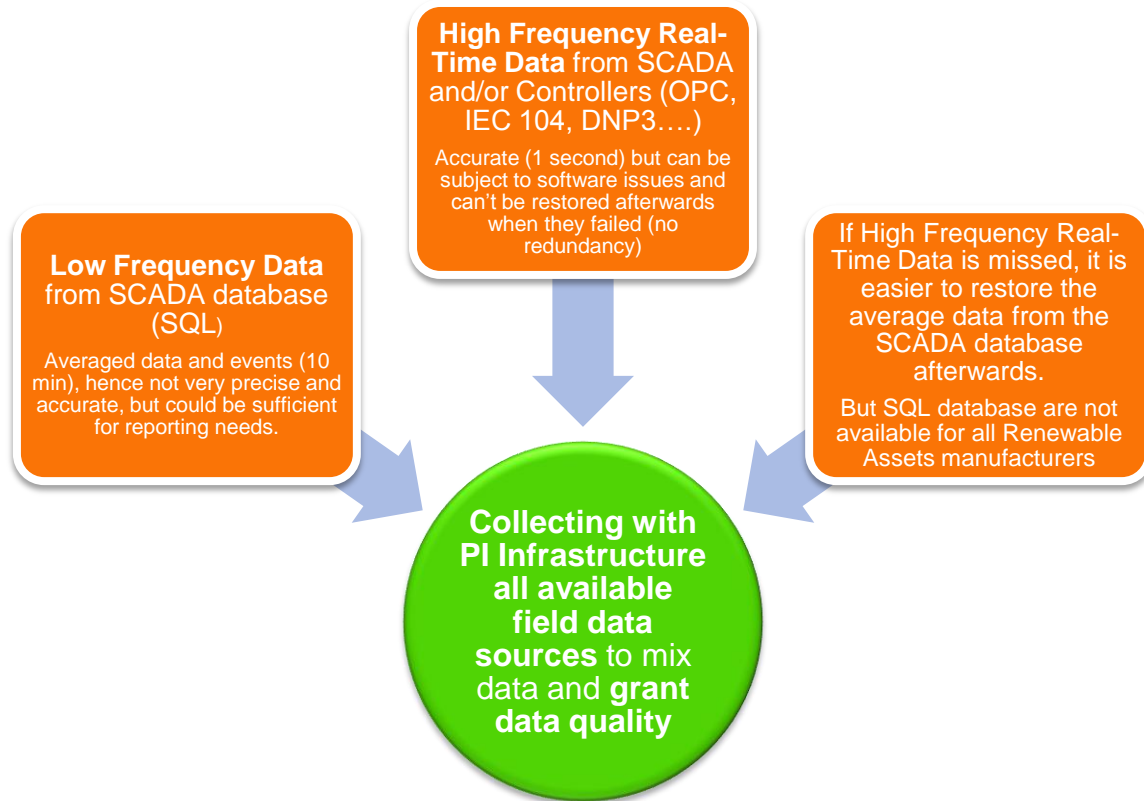 High Frequency Real-
Time Data from SCADA
and/or Controllers (OPC,
IEC 104, DNP3….)
Accurate (1 second) but can be
subject to software issues and
can’t be restored afterwards
when they failed (no
redundancy)
Low Frequency Data
from SCADA database
(SQL)
Averaged data and events (10
min), hence not very precise and
accurate, but could be sufficient
for reporting needs.
If High Frequency Real-
Time Data is missed, it is
easier to restore the
average data from the
SCADA database
afterwards.
But SQL database are not
available for all Renewable
Assets manufacturers
Collecting with
PI Infrastructure
all available
field data
sources to mix
data and grant
data quality